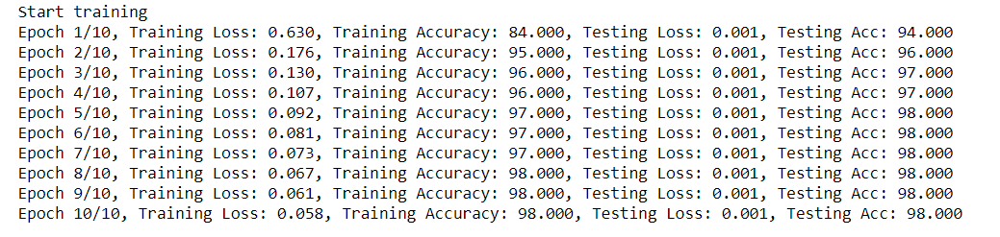 Start training
Epoch 1/10, Training Loss: 0.630, Training Accuracy: 84.000, Testing Loss: 0.001, Testing Acc: 94.000
Epoch 2/10, Training Loss: 0.176, Training Accuracy: 95.000, Testing Loss: 0.001, Testing Acc: 96.000
Epoch 3/10, Training Loss: 0.130, Training Accuracy: 96.000, Testing Loss: 0.001, Testing Acc: 97.000
Epoch 4/10, Training Loss: 0.107, Training Accuracy: 96.000, Testing Loss: 0.001, Testing Acc: 97.000
Epoch 5/10, Training Loss: 0.092, Training Accuracy: 97.000, Testing Loss: 0.001, Testing Acc: 98.000
Epoch 6/10, Training Loss: 0.081, Training Accuracy: 97.000, Testing Loss: 0.001, Testing Acc: 98.000
Epoch 7/10, Training Loss: 0.073, Training Accuracy: 97.000, Testing Loss: 0.001, Testing Acc: 98.000
Epoch 8/10, Training Loss: 0.067, Training Accuracy: 98.000, Testing Loss: 0.001, Testing Acc: 98.000
Epoch 9/10, Training Loss: 0.061, Training Accuracy: 98.000, Testing Loss: 0.001, Testing Acc: 98.000
Epoch 10/10, Training Loss: 0.058, Training Accuracy: 98.000, Testing Loss: 0.001, Testing Acc: 98.000